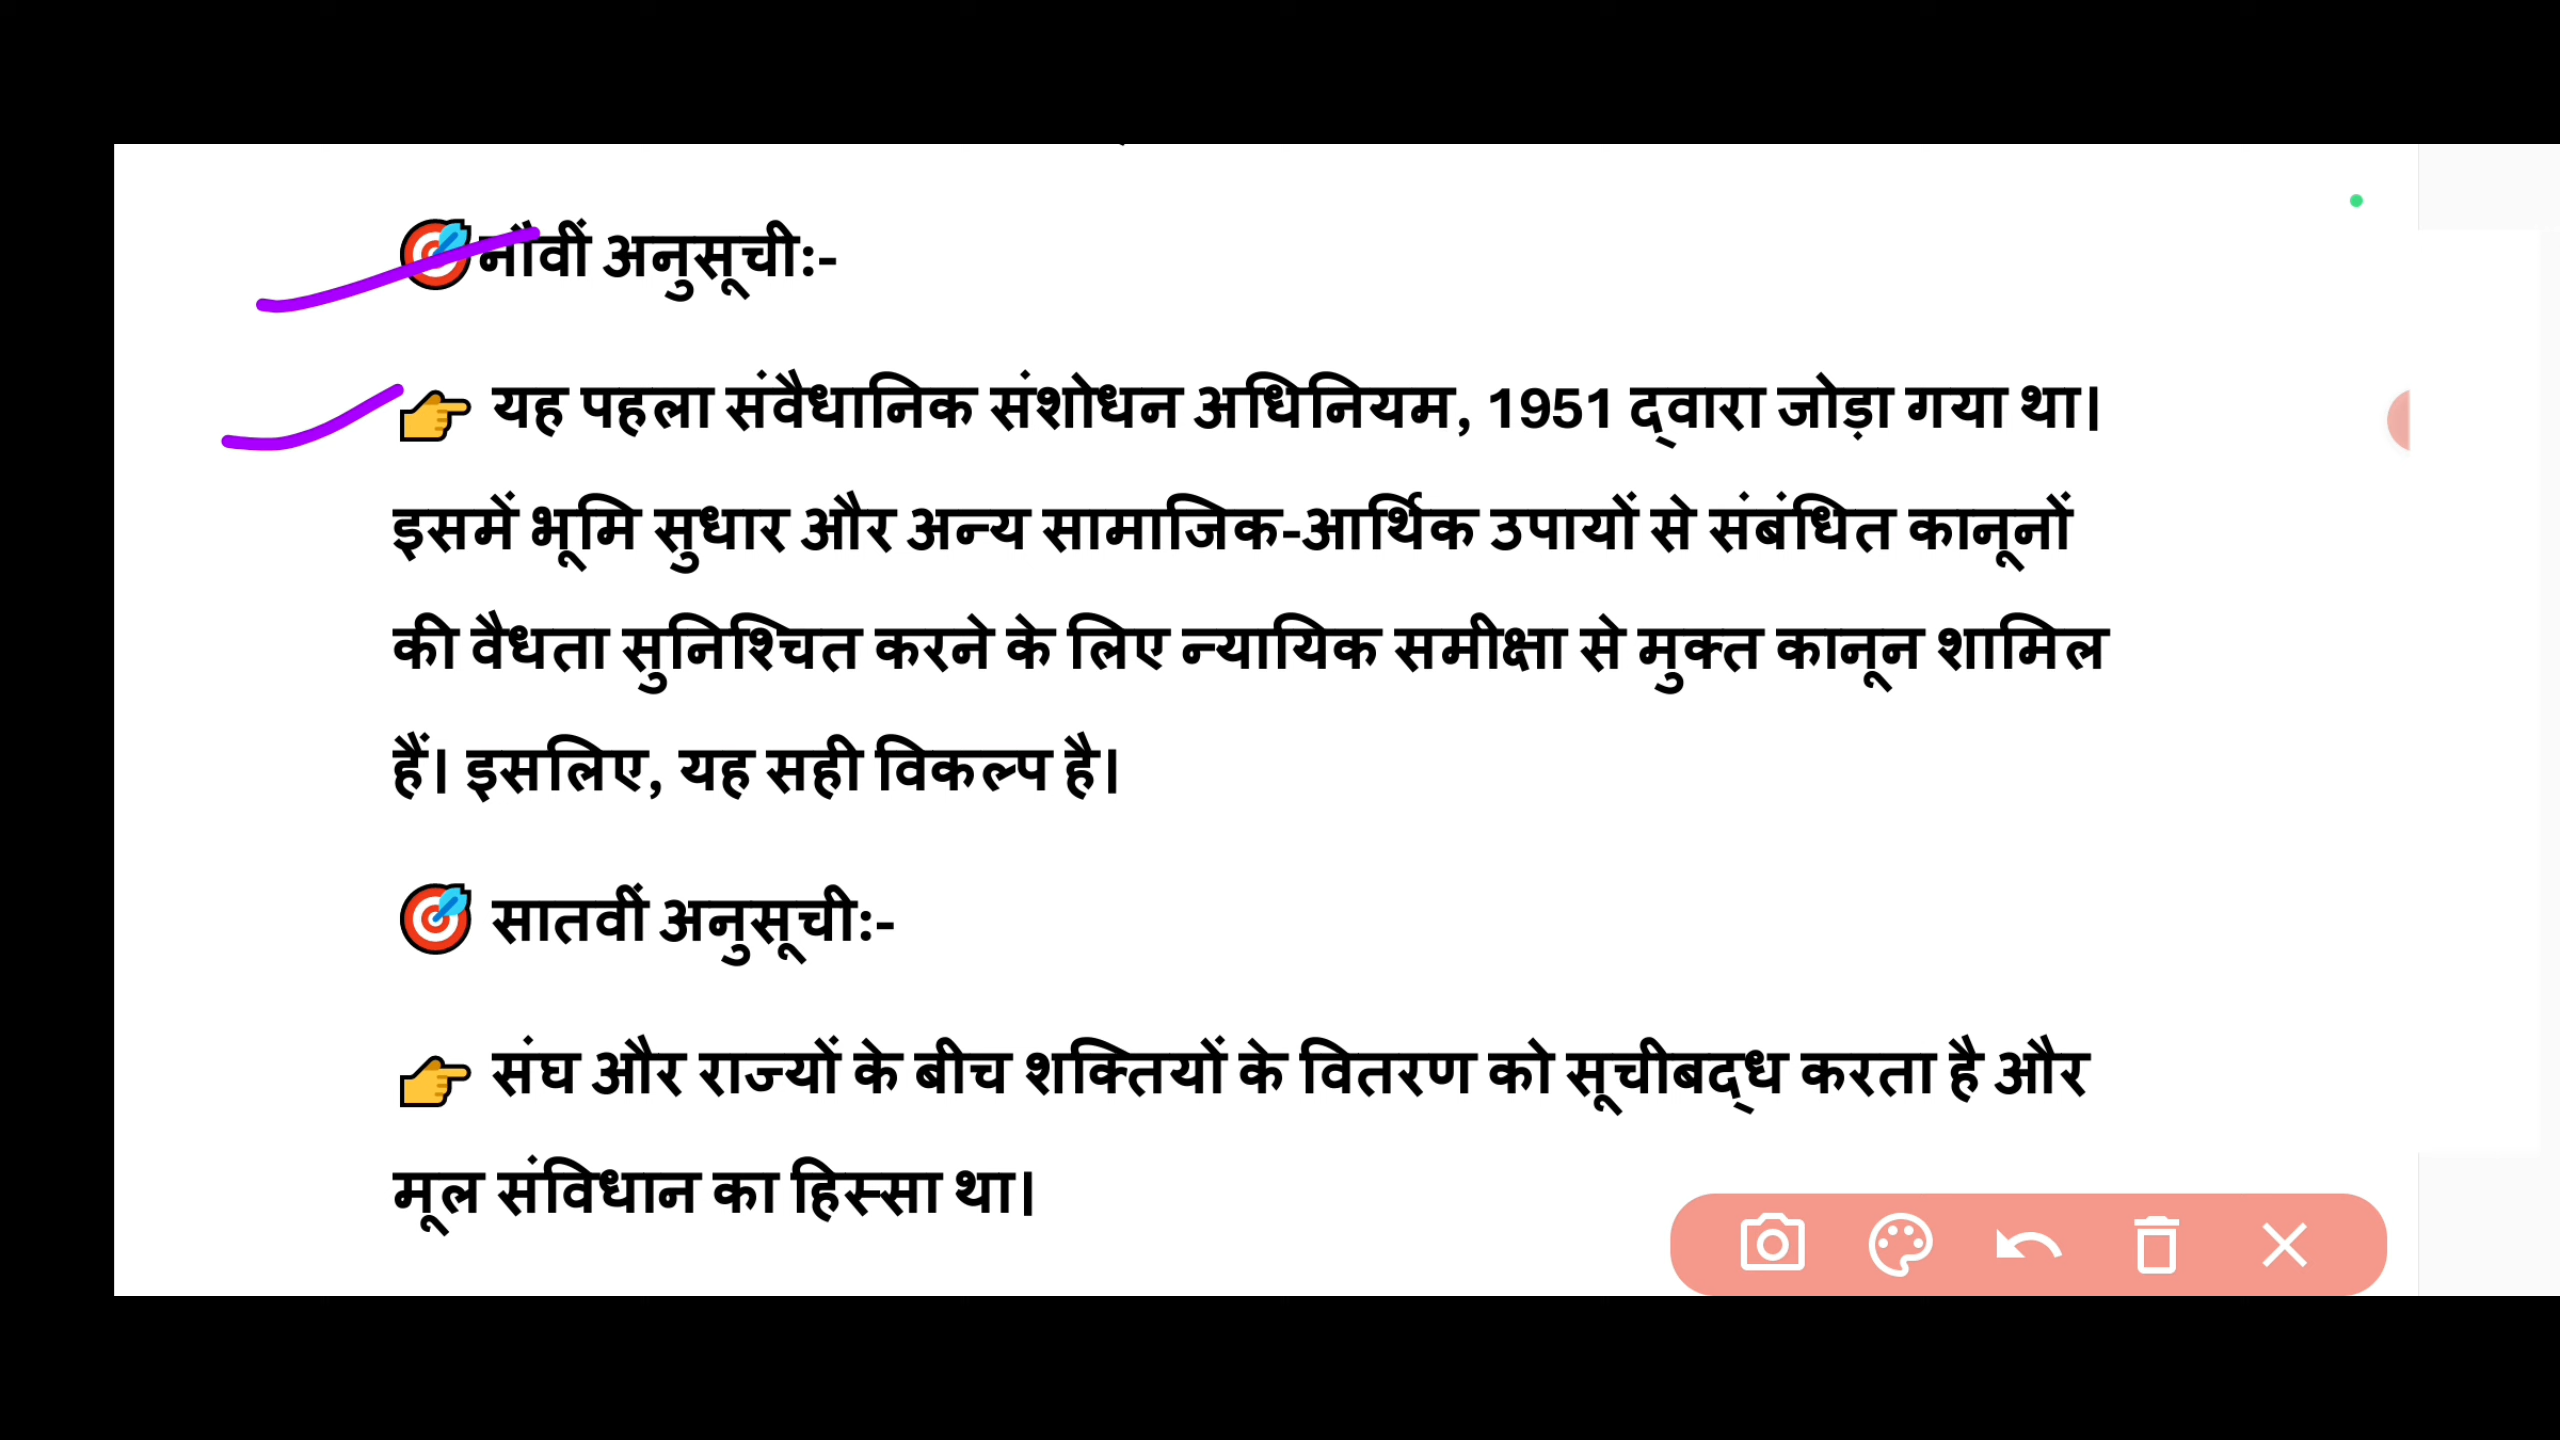 🎯नौवीं अनुसूची:-
👉 यह पहला संवैधानिक संशोधन अधिनियम, 1951 द्वारा जोड़ा गया था।
इसमें भूमि सुधार और अन्य सामाजिक-आर्थिक उपायों से संबंधित कानूनों
की वैधता सुनिश्चित करने के लिए न्यायिक समीक्षा से मुक्त कानून शामिल
हैं। इसलिए, यह सही विकल्प है।
🎯 सातवीं अनुसूची:-
👉 संघ और राज्यों के बीच शक्तियों के वितरण को सूचीबद्ध करता है और
मूल संविधान का हिस्सा था।